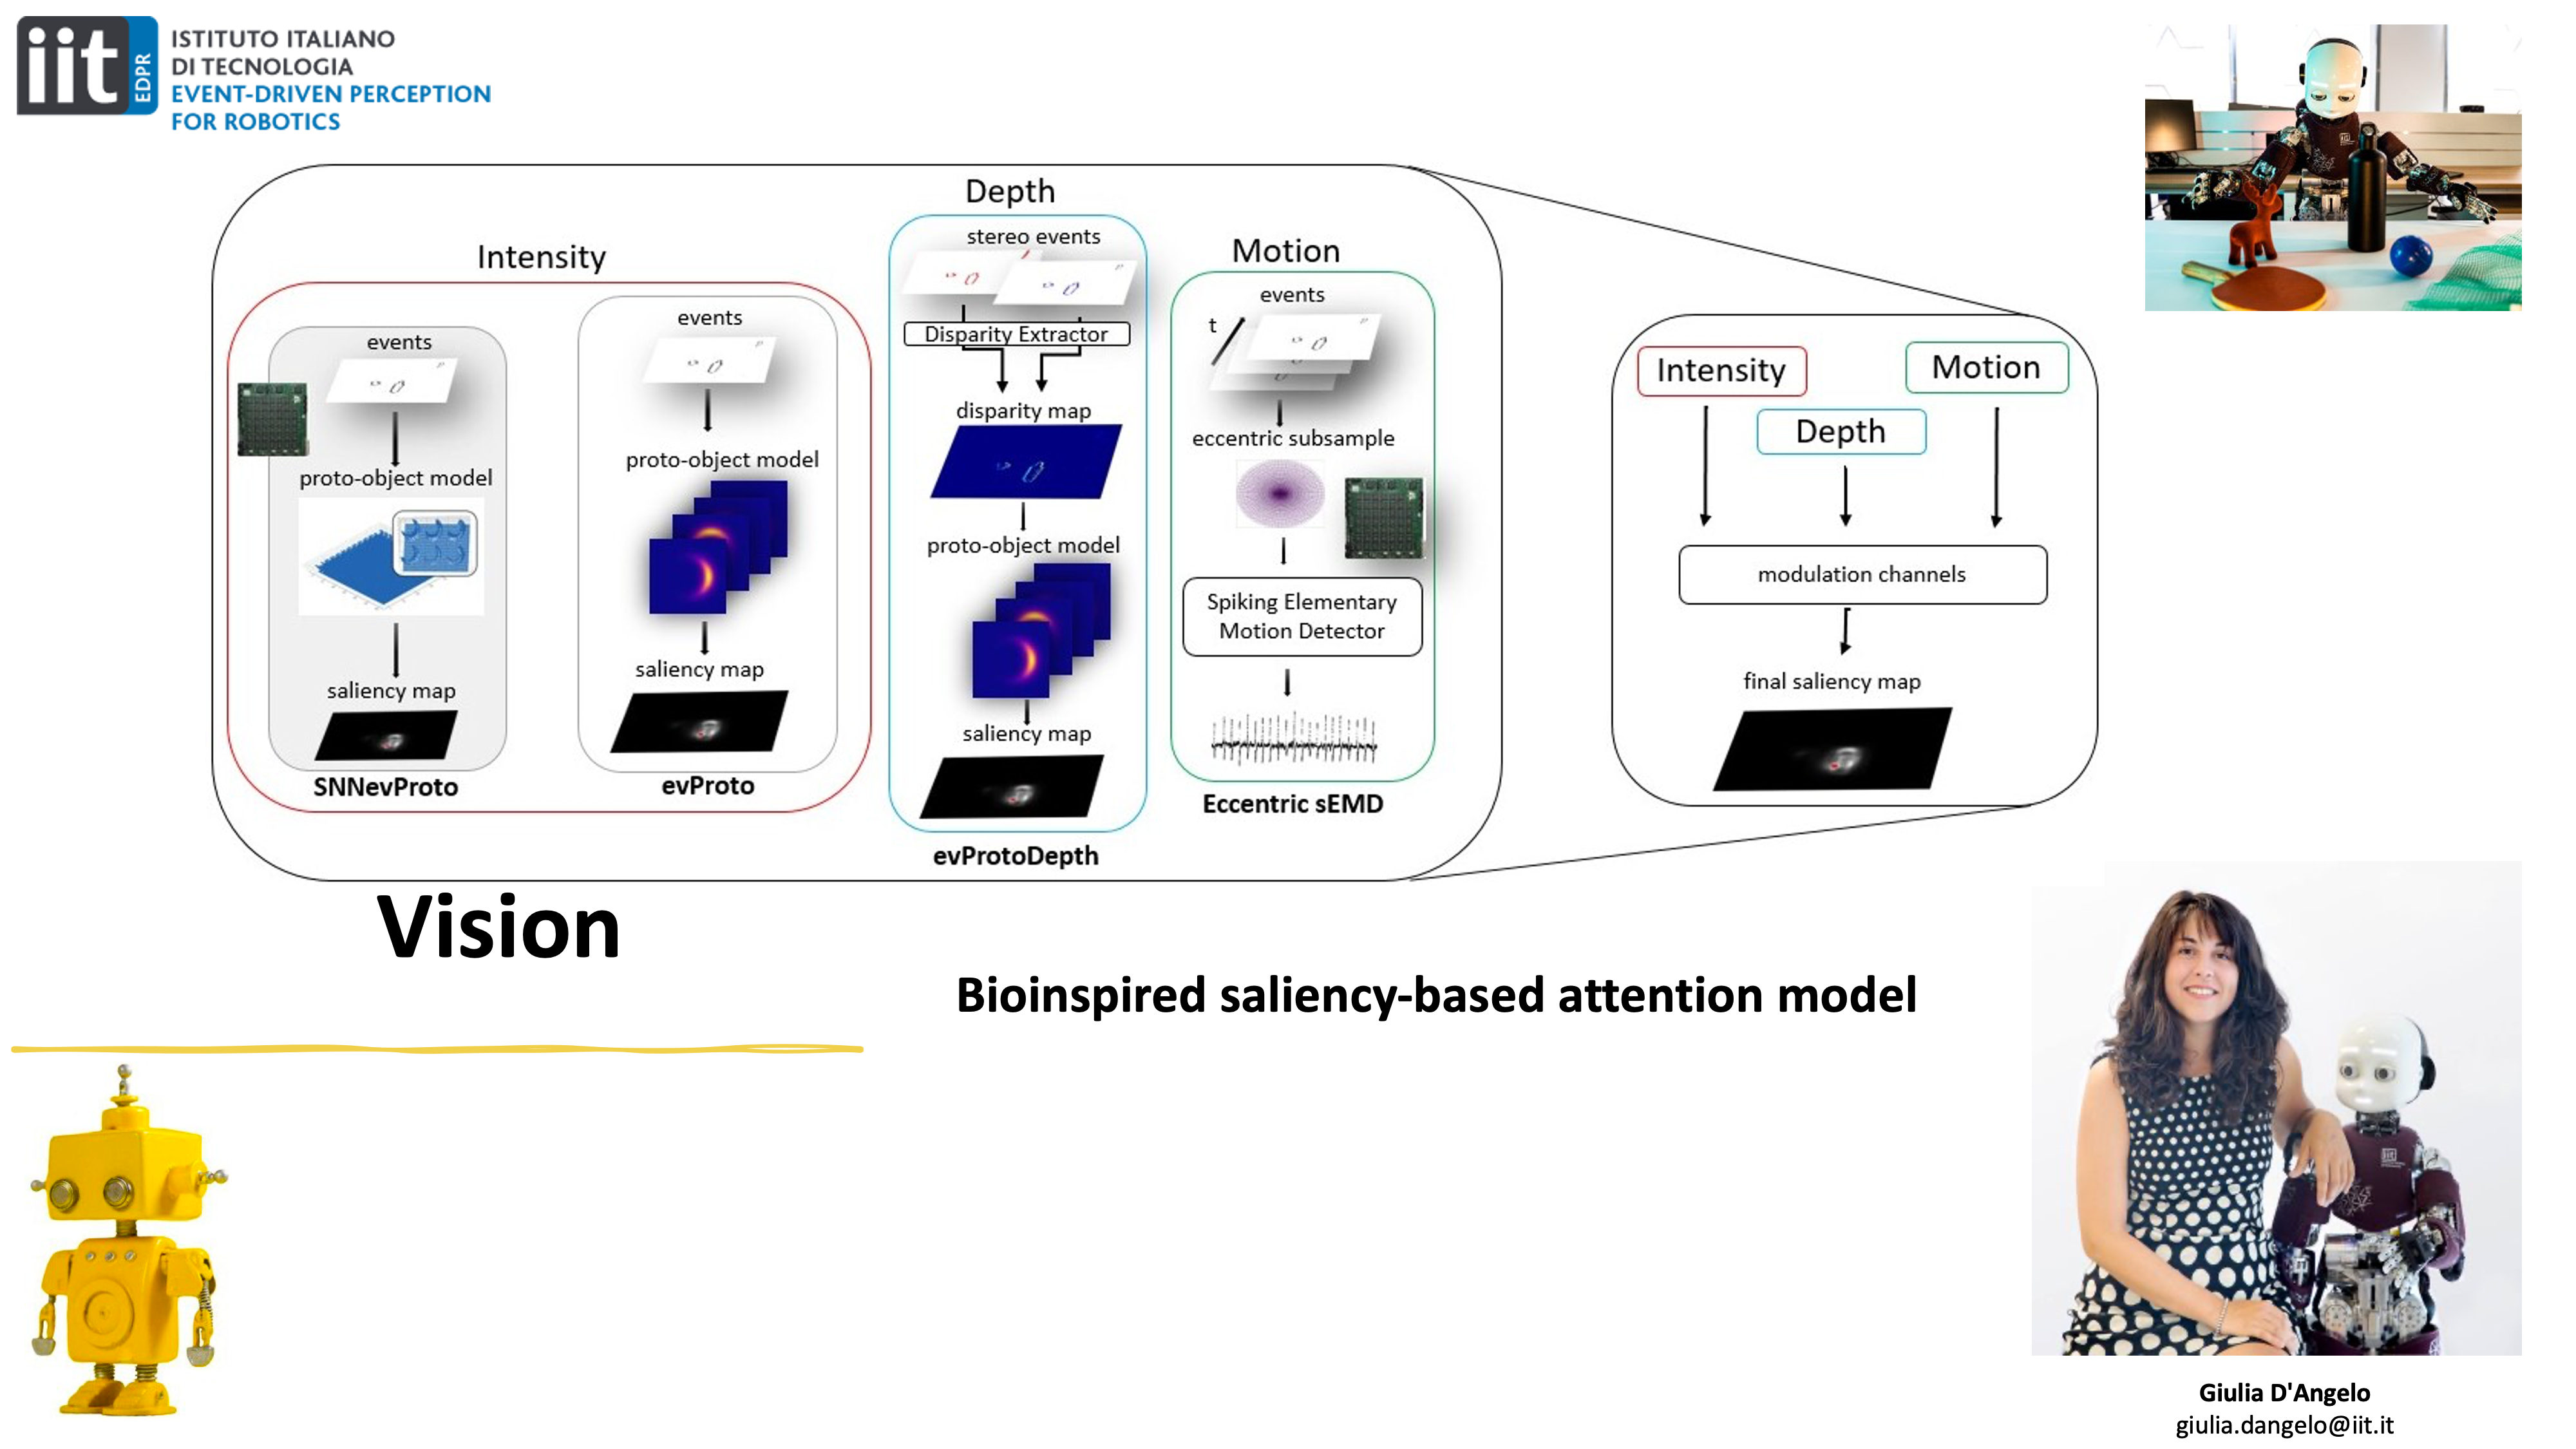 iit
EDPR
ISTITUTO ITALIANO
DI TECNOLOGIA
EVENT-DRIVEN PERCEPTION
FOR ROBOTICS
Intensity
events
proto-object model
saliency map
SNNevProto
events
proto-object model
saliency map
evProto
Depth
stereo events
Disparity Extractor
disparity map
proto-object model
saliency map
evProtoDepth
Motion
events
t
eccentric subsample
Spiking Elementary
Motion Detector
Eccentric sEMD
Intensity
Motion
Depth
modulation channels
final saliency map
Vision
Bioinspired saliency-based attention model
iit
Giulia D'Angelo
giulia.dangelo@iit.it